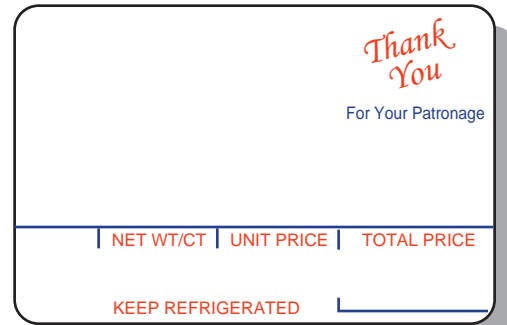 Thank
You
For Your Patronage
NET WT/CT UNIT PRICE TOTAL PRICE
KEEP REFRIGERATED